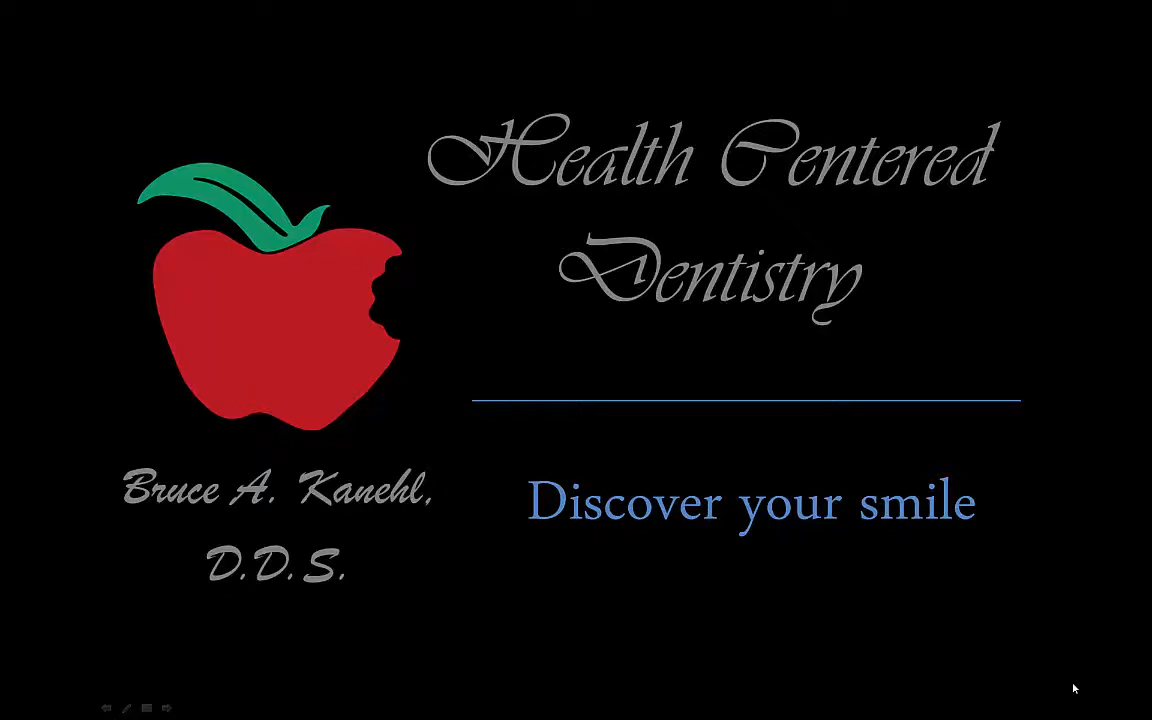 Health Centered
Dentistry
Bruce A. Kanehl,
D.D.S.
Discover your smile